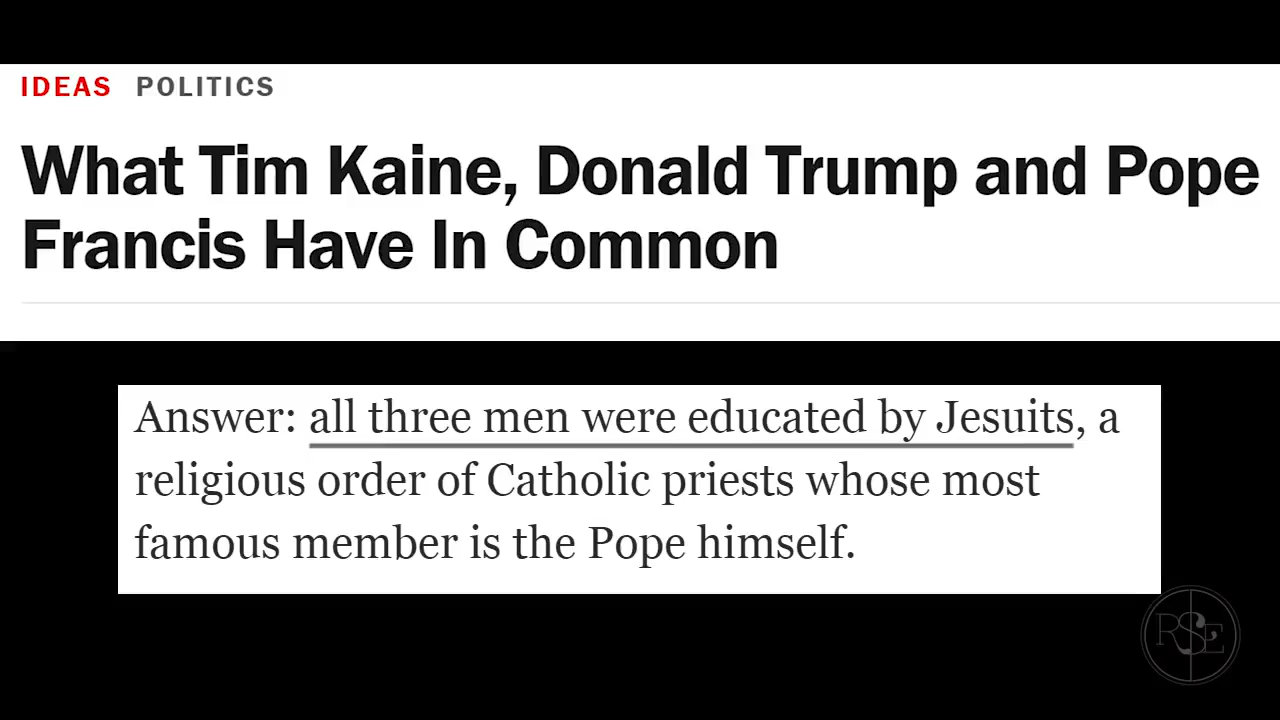 IDEAS POLITICS
What Tim Kaine, Donald Trump and Pope
Francis Have In Common
Answer: all three men were educated by Jesuits, a
religious order of Catholic priests whose most
famous member is the Pope himself.
RSE